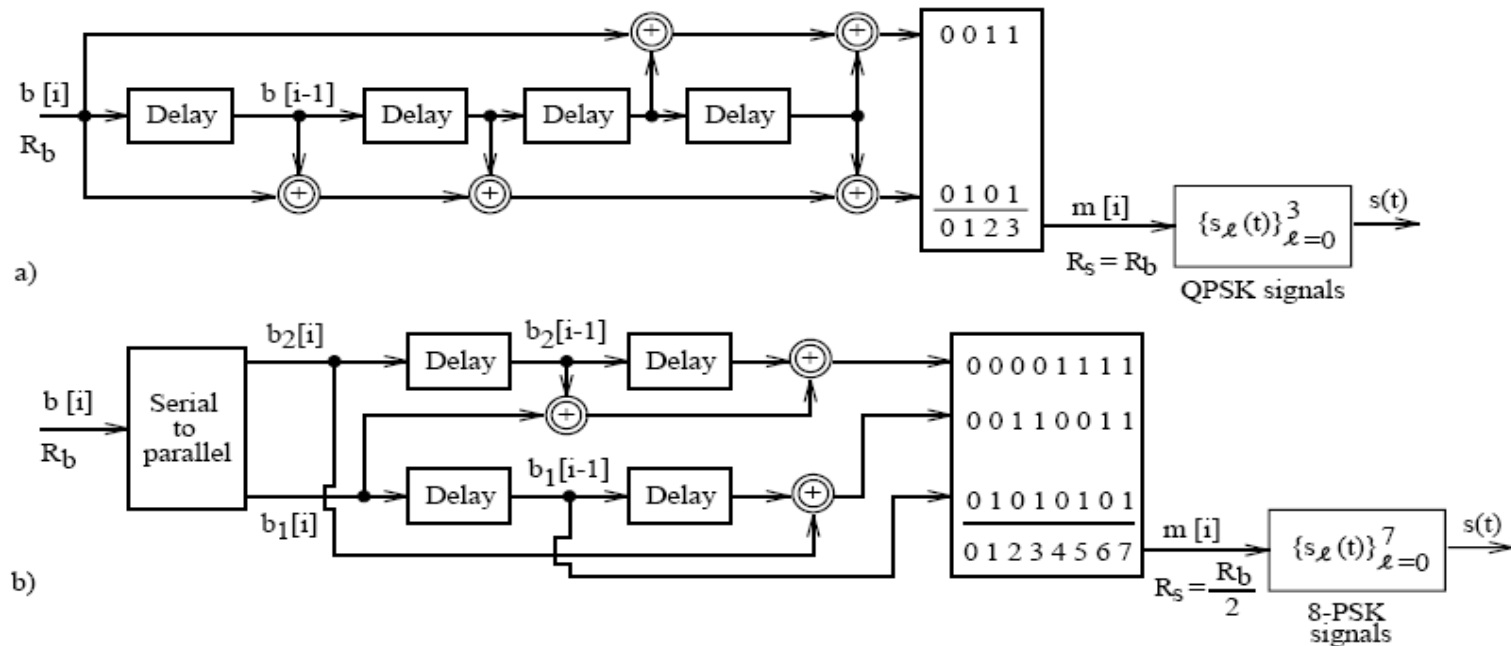 + +
0 0 1 1
b [i] Delay b [i-1] Delay Delay Delay
R_b
+ + +
0 1 0 1
0 1 2 3
m [i]
R_s = R_b
{s_ℓ(t)}³_ℓ=0
s(t)
QPSK signals
a)
b [i]
R_b
Serial
to
parallel
b_2[i] Delay b_2[i-1] Delay +
+
b_1[i] Delay b_1[i-1] Delay +
0 0 0 0 1 1 1 1
0 0 1 1 0 0 1 1
0 1 0 1 0 1 0 1
0 1 2 3 4 5 6 7
m [i]
R_s = R_b/2
{s_ℓ(t)}⁷_ℓ=0
s(t)
8-PSK
signals
b)